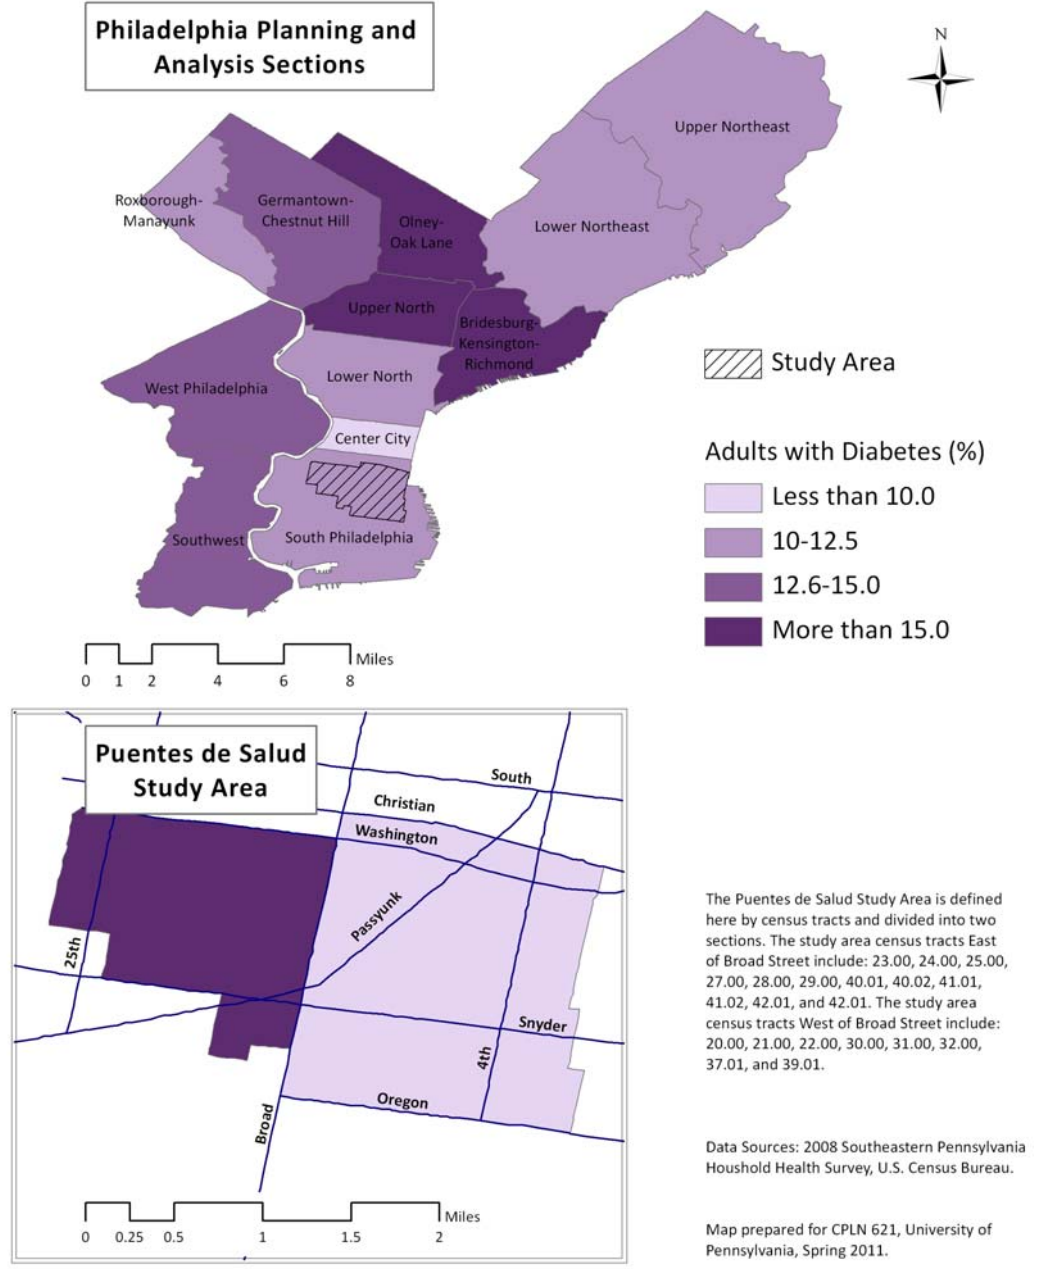 Philadelphia Planning and
Analysis Sections
N
Upper Northeast
Roxborough-
Manayunk
Germantown-
Chestnut Hill
Olney-
Oak Lane
Lower Northeast
Upper North
Bridesburg-
Kensington-
Richmond
West Philadelphia
Lower North
Center City
Southwest
South Philadelphia
Study Area
Adults with Diabetes (%)
Less than 10.0
10-12.5
12.6-15.0
More than 15.0
Miles
0 1 2 4 6 8
Puentes de Salud
Study Area
South
Christian
Washington
Passyunk
25th
Snyder
4th
Oregon
Broad
Miles
0 0.25 0.5 1 1.5 2
The Puentes de Salud Study Area is defined
here by census tracts and divided into two
sections. The study area census tracts East
of Broad Street include: 23.00, 24.00, 25.00,
27.00, 28.00, 29.00, 40.01, 40.02, 41.01,
41.02, 42.01, and 42.01. The study area
census tracts West of Broad Street include:
20.00, 21.00, 22.00, 30.00, 31.00, 32.00,
37.01, and 39.01.
Data Sources: 2008 Southeastern Pennsylvania
Houshold Health Survey, U.S. Census Bureau.
Map prepared for CPLN 621, University of
Pennsylvania, Spring 2011.